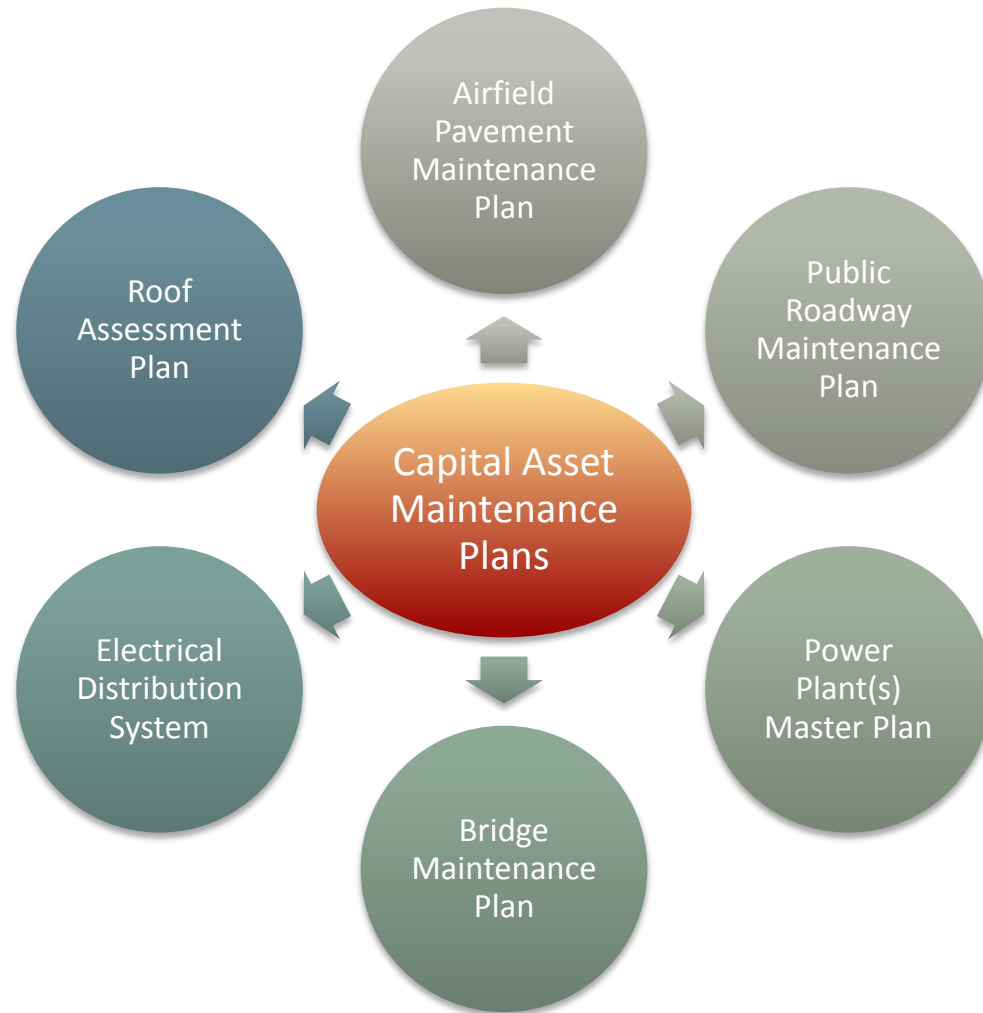 Airfield
Pavement
Maintenance
Plan
Public
Roadway
Maintenance
Plan
Power
Plant(s)
Master Plan
Bridge
Maintenance
Plan
Electrical
Distribution
System
Roof
Assessment
Plan
Capital Asset
Maintenance
Plans